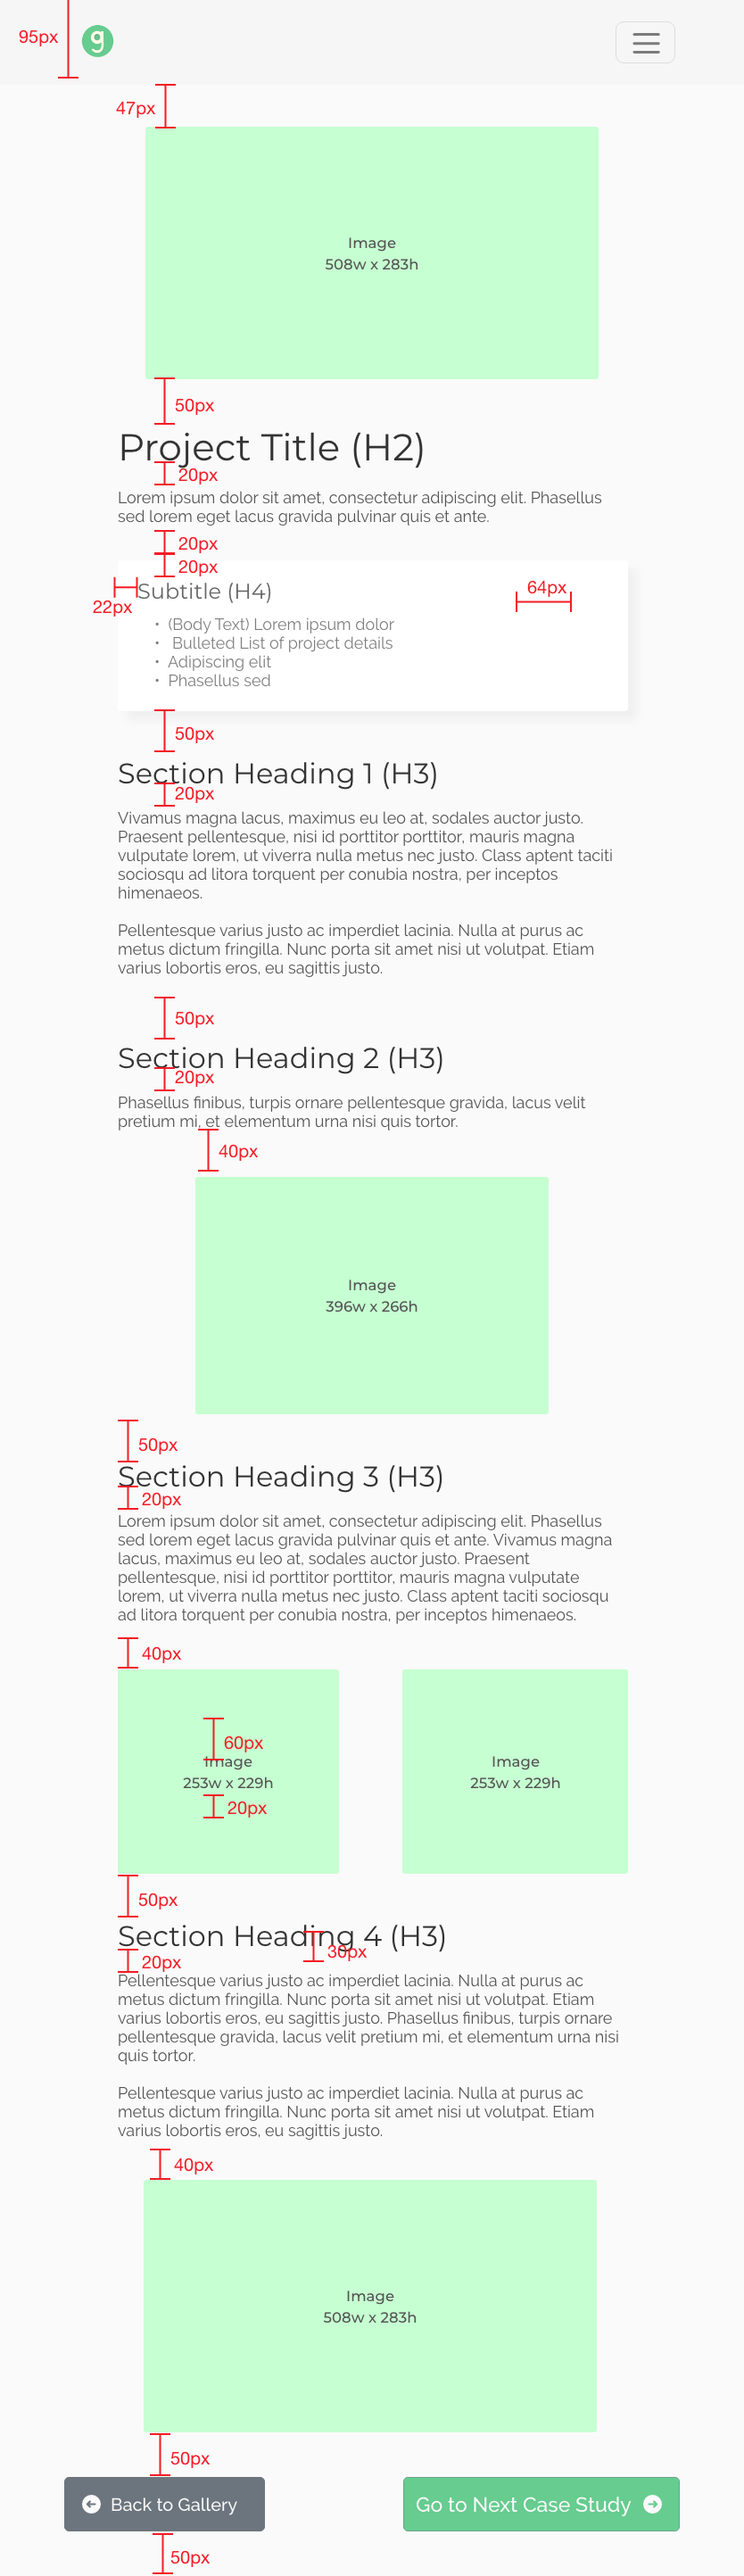 95px
g
47px
Image
508w x 283h
50px
Project Title (H2)
20px
Lorem ipsum dolor sit amet, consectetur adipiscing elit. Phasellus
sed lorem eget lacus gravida pulvinar quis et ante.
20px
20px
Subtitle (H4)
64px
22px
• (Body Text) Lorem ipsum dolor
• Bulleted List of project details
• Adipiscing elit
• Phasellus sed
50px
Section Heading 1 (H3)
20px
Vivamus magna lacus, maximus eu leo at, sodales auctor justo.
Praesent pellentesque, nisi id porttitor porttitor, mauris magna
vulputate lorem, ut viverra nulla metus nec justo. Class aptent taciti
sociosqu ad litora torquent per conubia nostra, per inceptos
himenaeos.
Pellentesque varius justo ac imperdiet lacinia. Nulla at purus ac
metus dictum fringilla. Nunc porta sit amet nisi ut volutpat. Etiam
varius lobortis eros, eu sagittis justo.
50px
Section Heading 2 (H3)
20px
Phasellus finibus, turpis ornare pellentesque gravida, lacus velit
pretium mi, et elementum urna nisi quis tortor.
40px
Image
396w x 266h
50px
Section Heading 3 (H3)
20px
Lorem ipsum dolor sit amet, consectetur adipiscing elit. Phasellus
sed lorem eget lacus gravida pulvinar quis et ante. Vivamus magna
lacus, maximus eu leo at, sodales auctor justo. Praesent
pellentesque, nisi id porttitor porttitor, mauris magna vulputate
lorem, ut viverra nulla metus nec justo. Class aptent taciti sociosqu
ad litora torquent per conubia nostra, per inceptos himenaeos.
40px
60px
Image
253w x 229h
20px
Image
253w x 229h
50px
Section Heading 4 (H3)
30px
20px
Pellentesque varius justo ac imperdiet lacinia. Nulla at purus ac
metus dictum fringilla. Nunc porta sit amet nisi ut volutpat. Etiam
varius lobortis eros, eu sagittis justo. Phasellus finibus, turpis ornare
pellentesque gravida, lacus velit pretium mi, et elementum urna nisi
quis tortor.
Pellentesque varius justo ac imperdiet lacinia. Nulla at purus ac
metus dictum fringilla. Nunc porta sit amet nisi ut volutpat. Etiam
varius lobortis eros, eu sagittis justo.
40px
Image
508w x 283h
50px
Back to Gallery
Go to Next Case Study
50px